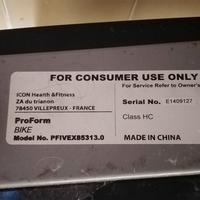 FOR CONSUMER USE ONLY
ICON Health &Fitness
ZA du trianon
78450 VILLEPREUX - FRANCE
For Service Refer to Owner's
Serial No. E1409127
Class HC
ProForm
BIKE
Model No. PFIVEX85313.0
MADE IN CHINA